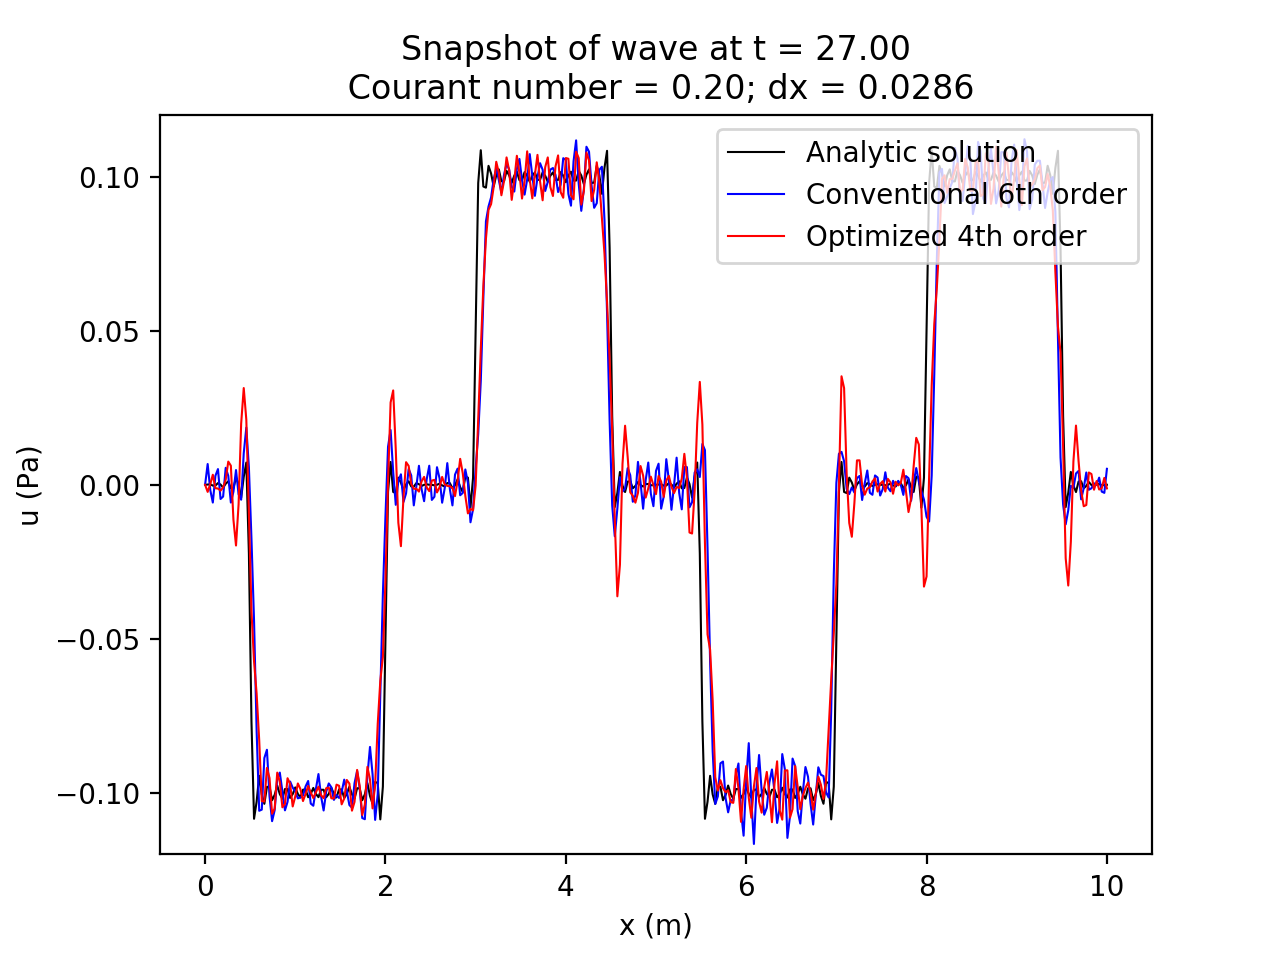 Snapshot of wave at t = 27.00
Courant number = 0.20; dx = 0.0286
Analytic solution
Conventional 6th order
Optimized 4th order
0.10
0.05
0.00
−0.05
−0.10
u (Pa)
0 2 4 6 8 10
x (m)